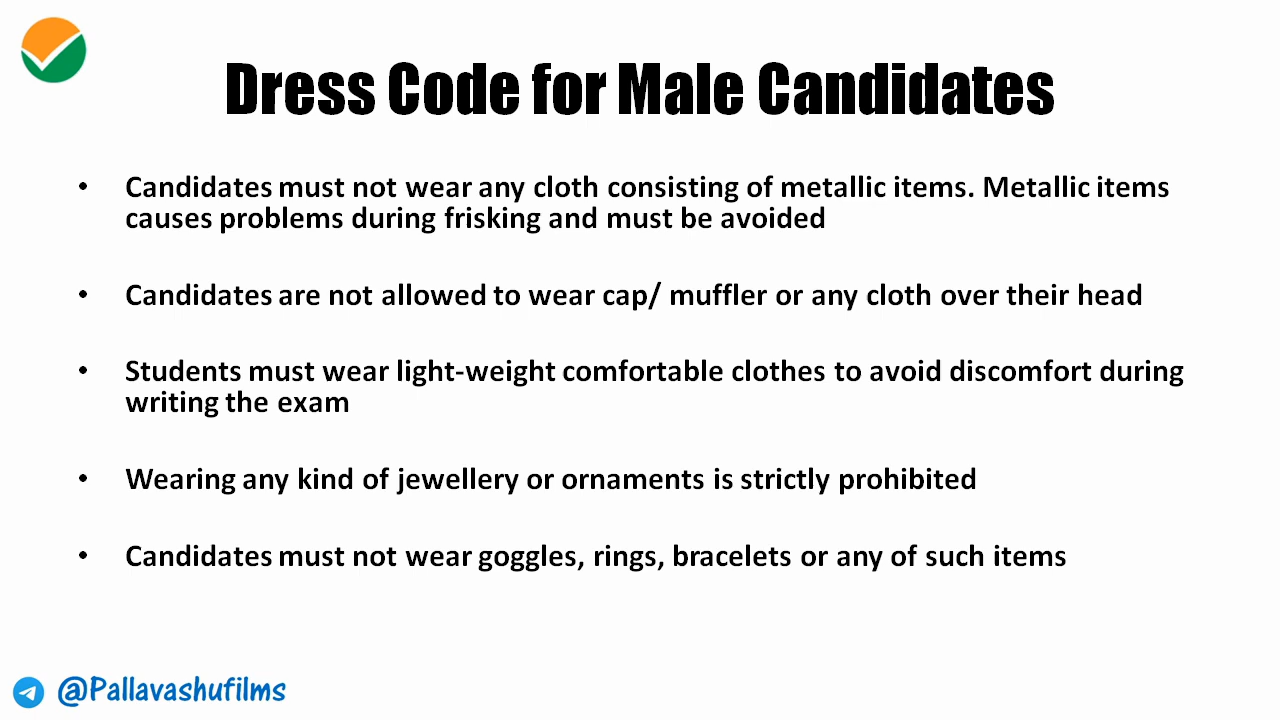 Dress Code for Male Candidates
• Candidates must not wear any cloth consisting of metallic items. Metallic items
causes problems during frisking and must be avoided
• Candidates are not allowed to wear cap/ muffler or any cloth over their head
• Students must wear light-weight comfortable clothes to avoid discomfort during
writing the exam
• Wearing any kind of jewellery or ornaments is strictly prohibited
• Candidates must not wear goggles, rings, bracelets or any of such items
@Pallavashufilms